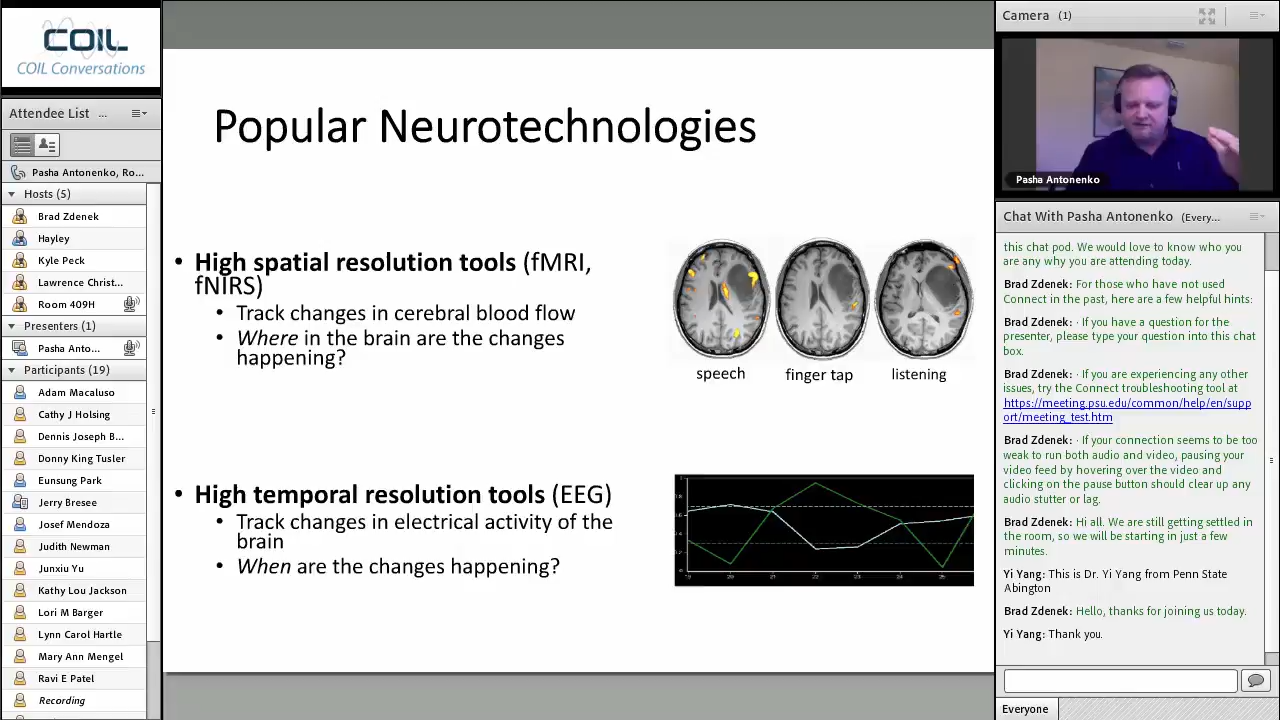 COIL
COIL Conversations
Attendee List ...
Pasha Antonenko, Ro...
Hosts (5)
Brad Zdenek
Hayley
Kyle Peck
Lawrence Christ...
Room 409H
Presenters (1)
Pasha Anto...
Participants (19)
Adam Macaluso
Cathy J Holsing
Dennis Joseph B...
Donny King Tusler
Eunsung Park
Jerry Bresee
Josef Mendoza
Judith Newman
Junxiu Yu
Kathy Lou Jackson
Lori M Barger
Lynn Carol Hartle
Mary Ann Mengel
Ravi E Patel
Recording
Popular Neurotechnologies
• High spatial resolution tools (fMRI,
fNIRS)
• Track changes in cerebral blood flow
• Where in the brain are the changes
happening?
speech
finger tap
listening
• High temporal resolution tools (EEG)
• Track changes in electrical activity of the
brain
• When are the changes happening?
Camera (1)
Pasha Antonenko
Chat With Pasha Antonenko (Every...
this chat pod. We would love to know who you
are any why you are attending today.
Brad Zdenek: For those who have not used
Connect in the past, here are a few helpful hints:
Brad Zdenek: · If you have a question for the
presenter, please type your question into this chat
box.
Brad Zdenek: · If you are experiencing any other
issues, try the Connect troubleshooting tool at
https://meeting.psu.edu/common/help/en/supp
ort/meeting_test.htm
Brad Zdenek: · If your connection seems to be too
weak to run both audio and video, pausing your
video feed by hovering over the video and
clicking on the pause button should clear up any
audio stutter or lag.
Brad Zdenek: Hi all. We are still getting settled in
the room, so we will be starting in just a few
minutes.
Yi Yang: This is Dr. Yi Yang from Penn State
Abington
Brad Zdenek: Hello, thanks for joining us today.
Yi Yang: Thank you.
Everyone